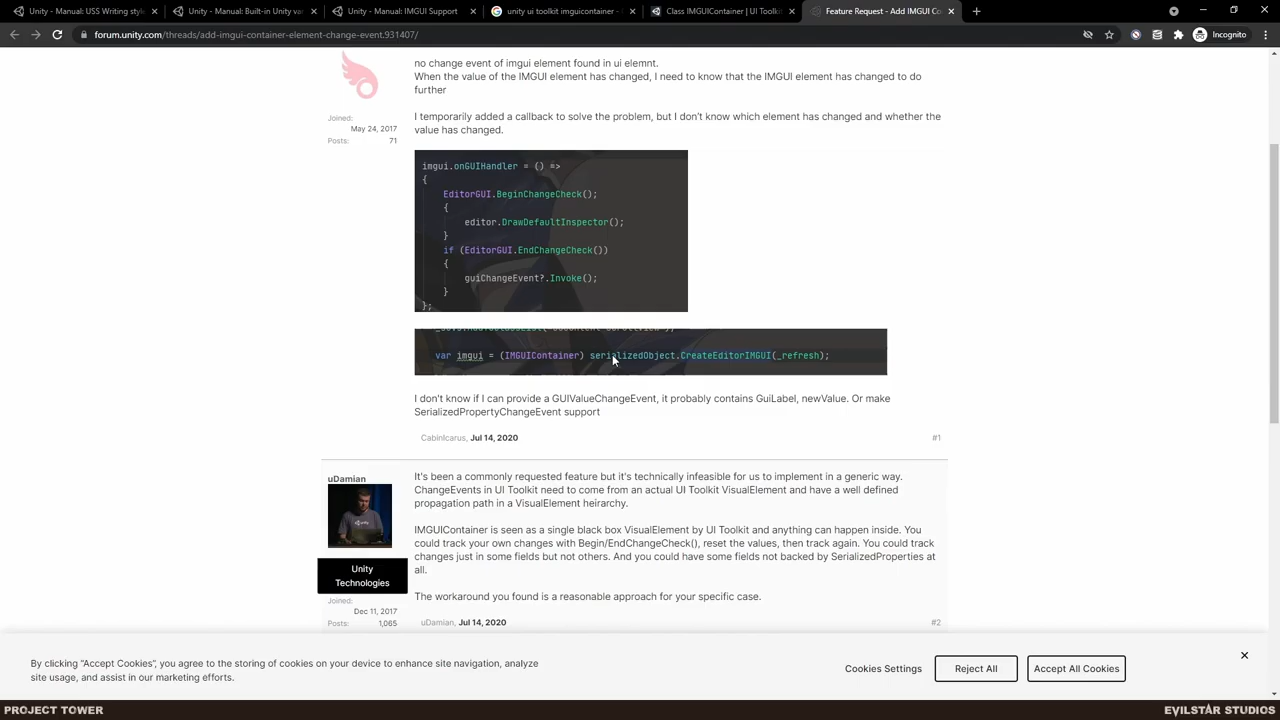 Unity - Manual: USS Writing style
Unity - Manual: Built-in Unity va
Unity - Manual: IMGUI Support
unity ui toolkit imguicontainer -
Class IMGUIContainer | UI Toolkit
Feature Request - Add IMGUI Co
forum.unity.com/threads/add-imgui-container-element-change-event.931407/
Incognito
no change event of imgui element found in ui elemnt.
When the value of the IMGUI element has changed, I need to know that the IMGUI element has changed to do
further
Joined:
May 24, 2017
Posts: 71
I temporarily added a callback to solve the problem, but I don't know which element has changed and whether the
value has changed.
imgui.onGUIHandler = () =>
{
EditorGUI.BeginChangeCheck();
{
editor.DrawDefaultInspector();
}
if (EditorGUI.EndChangeCheck())
{
guiChangeEvent?.Invoke();
}
};
var imgui = (IMGUIContainer) serializedObject.CreateEditorIMGUI(_refresh);
I don't know if I can provide a GUIValueChangeEvent, it probably contains GuiLabel, newValue. Or make
SerializedPropertyChangeEvent support
CabinIcarus, Jul 14, 2020 #1
uDamian
It's been a commonly requested feature but it's technically infeasible for us to implement in a generic way.
ChangeEvents in UI Toolkit need to come from an actual UI Toolkit VisualElement and have a well defined
propagation path in a VisualElement heirarchy.
IMGUIContainer is seen as a single black box VisualElement by UI Toolkit and anything can happen inside. You
could track your own changes with Begin/EndChangeCheck(), reset the values, then track again. You could track
changes just in some fields but not others. And you could have some fields not backed by SerializedProperties at
all.
Unity
Technologies
The workaround you found is a reasonable approach for your specific case.
Joined:
Dec 11, 2017
Posts: 1,065
uDamian, Jul 14, 2020 #2
By clicking "Accept Cookies", you agree to the storing of cookies on your device to enhance site navigation, analyze
site usage, and assist in our marketing efforts.
Cookies Settings
Reject All
Accept All Cookies
PROJECT TOWER
EVILSTAR STUDIOS